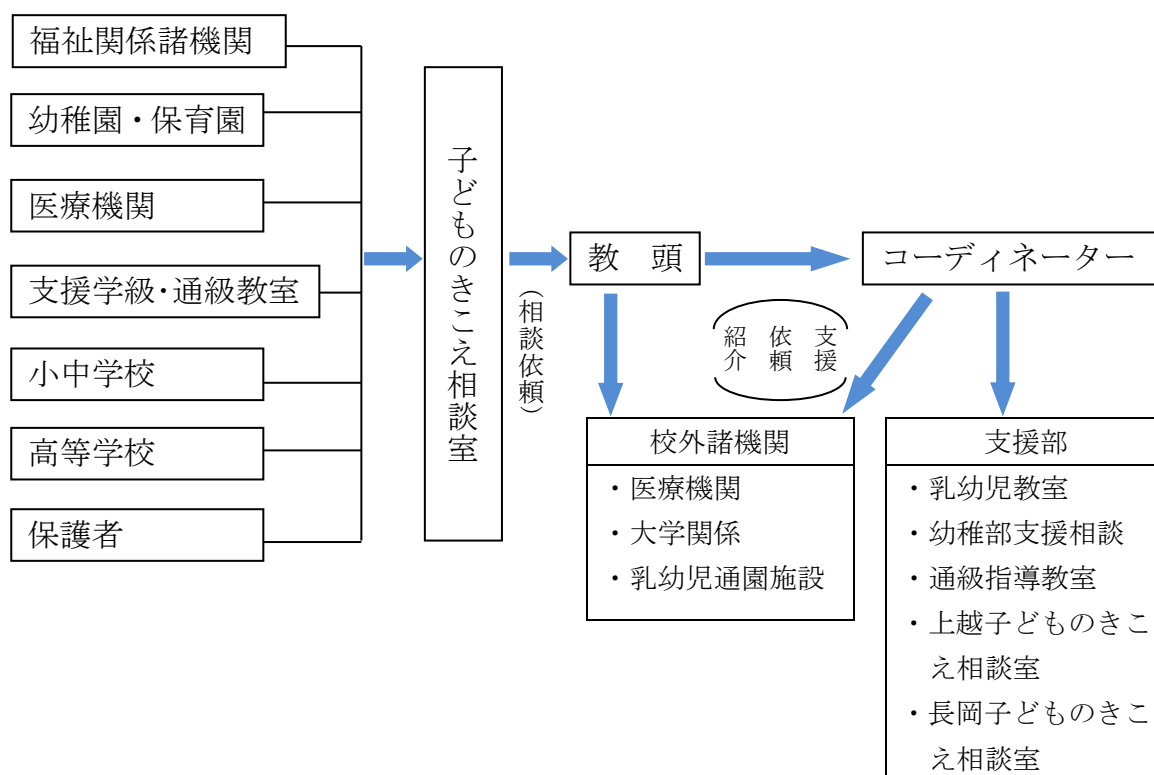 福祉関係諸機関
幼稚園・保育園
医療機関
支援学級・通級教室
小中学校
高等学校
保護者
子どものきこえ相談室
（相談依頼）
教　頭
コーディネーター
支援
依頼
紹介
校外諸機関
・医療機関
・大学関係
・乳幼児通園施設
支援部
・乳幼児教室
・幼稚部支援相談
・通級指導教室
・上越子どものきこ
え相談室
・長岡子どものきこ
え相談室